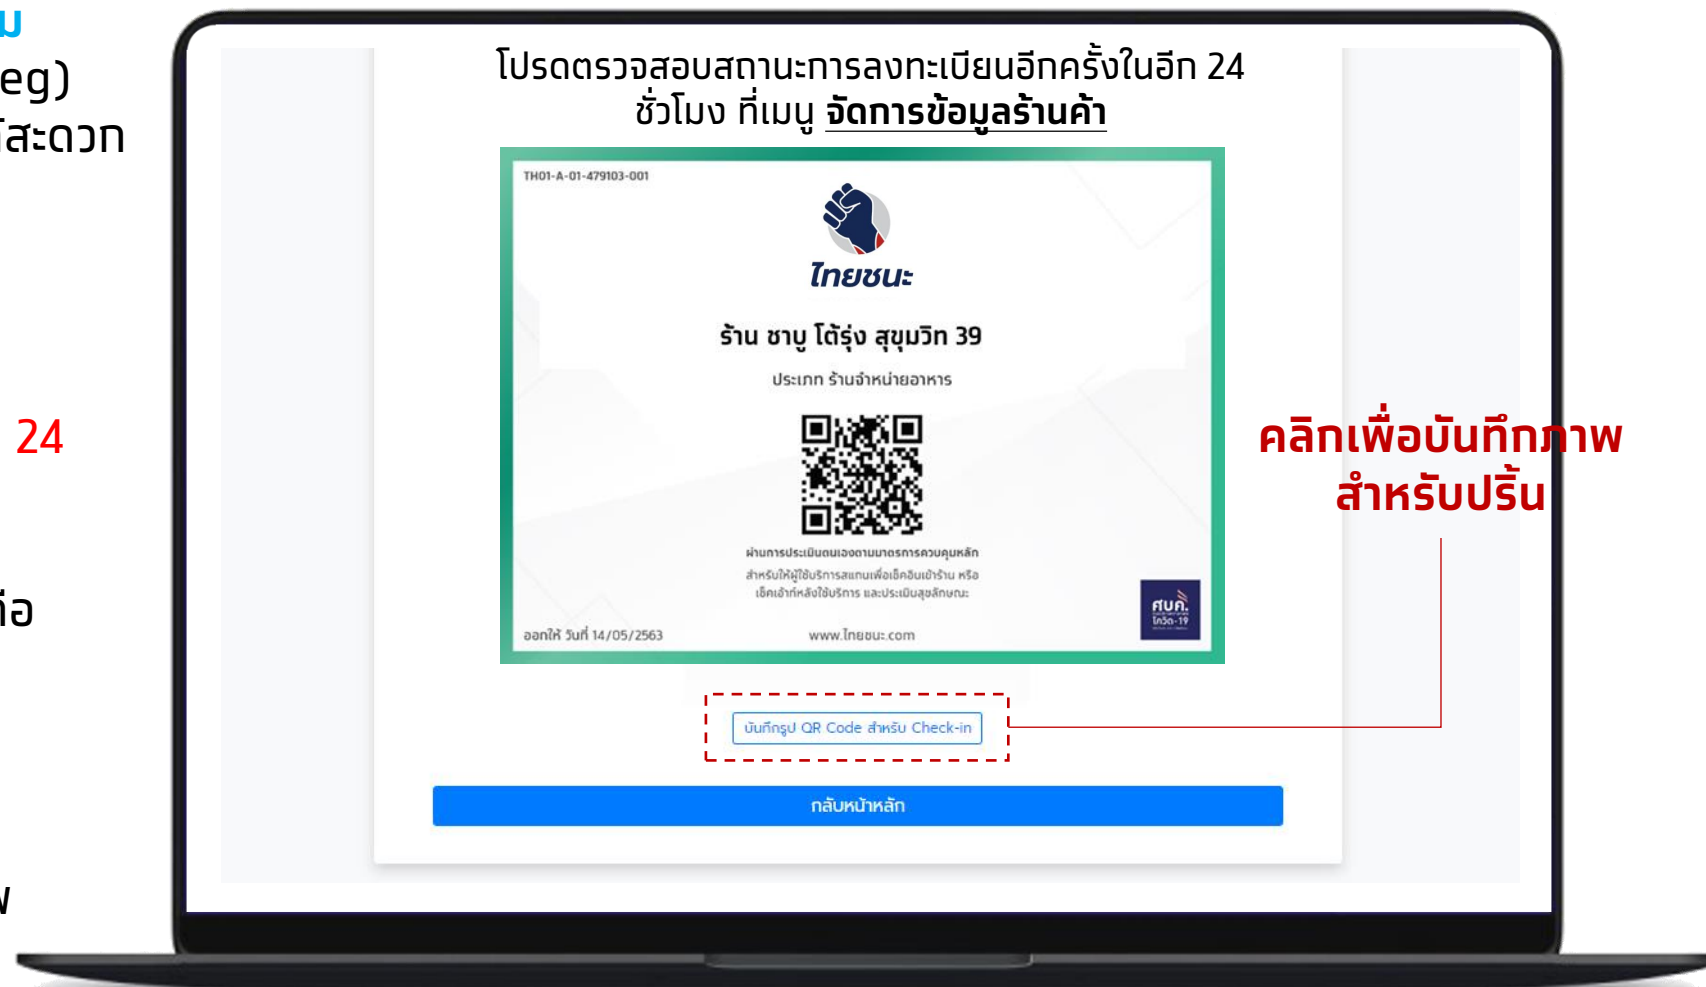 ม
eg)
สะดวก
24
โปรดตรวจสอบสถานะการลงทะเบียนอีกครั้งในอีก 24
ชั่วโมง ที่เมนู จัดการข้อมูลร้านค้า
TH01-A-01-479103-001
ไทยชนะ
ร้าน ชาบู โต้รุ่ง สุขุมวิท 39
ประเภท ร้านจำหน่ายอาหาร
ผ่านการประเมินตนเองตามมาตรการควบคุมหลัก
สำหรับให้ผู้ใช้บริการสแกนเพื่อเช็คอินเข้าร้าน หรือ
เช็คเอ้าท์หลังใช้บริการ และประเมินสุขลักษณะ
ศบค.
โควิด-19
ออกให้ วันที่ 14/05/2563
www.ไทยชนะ.com
บันทึกรูป QR Code สำหรับ Check-in
กลับหน้าหลัก
คลิกเพื่อบันทึกภาพ
สำหรับปริ้น